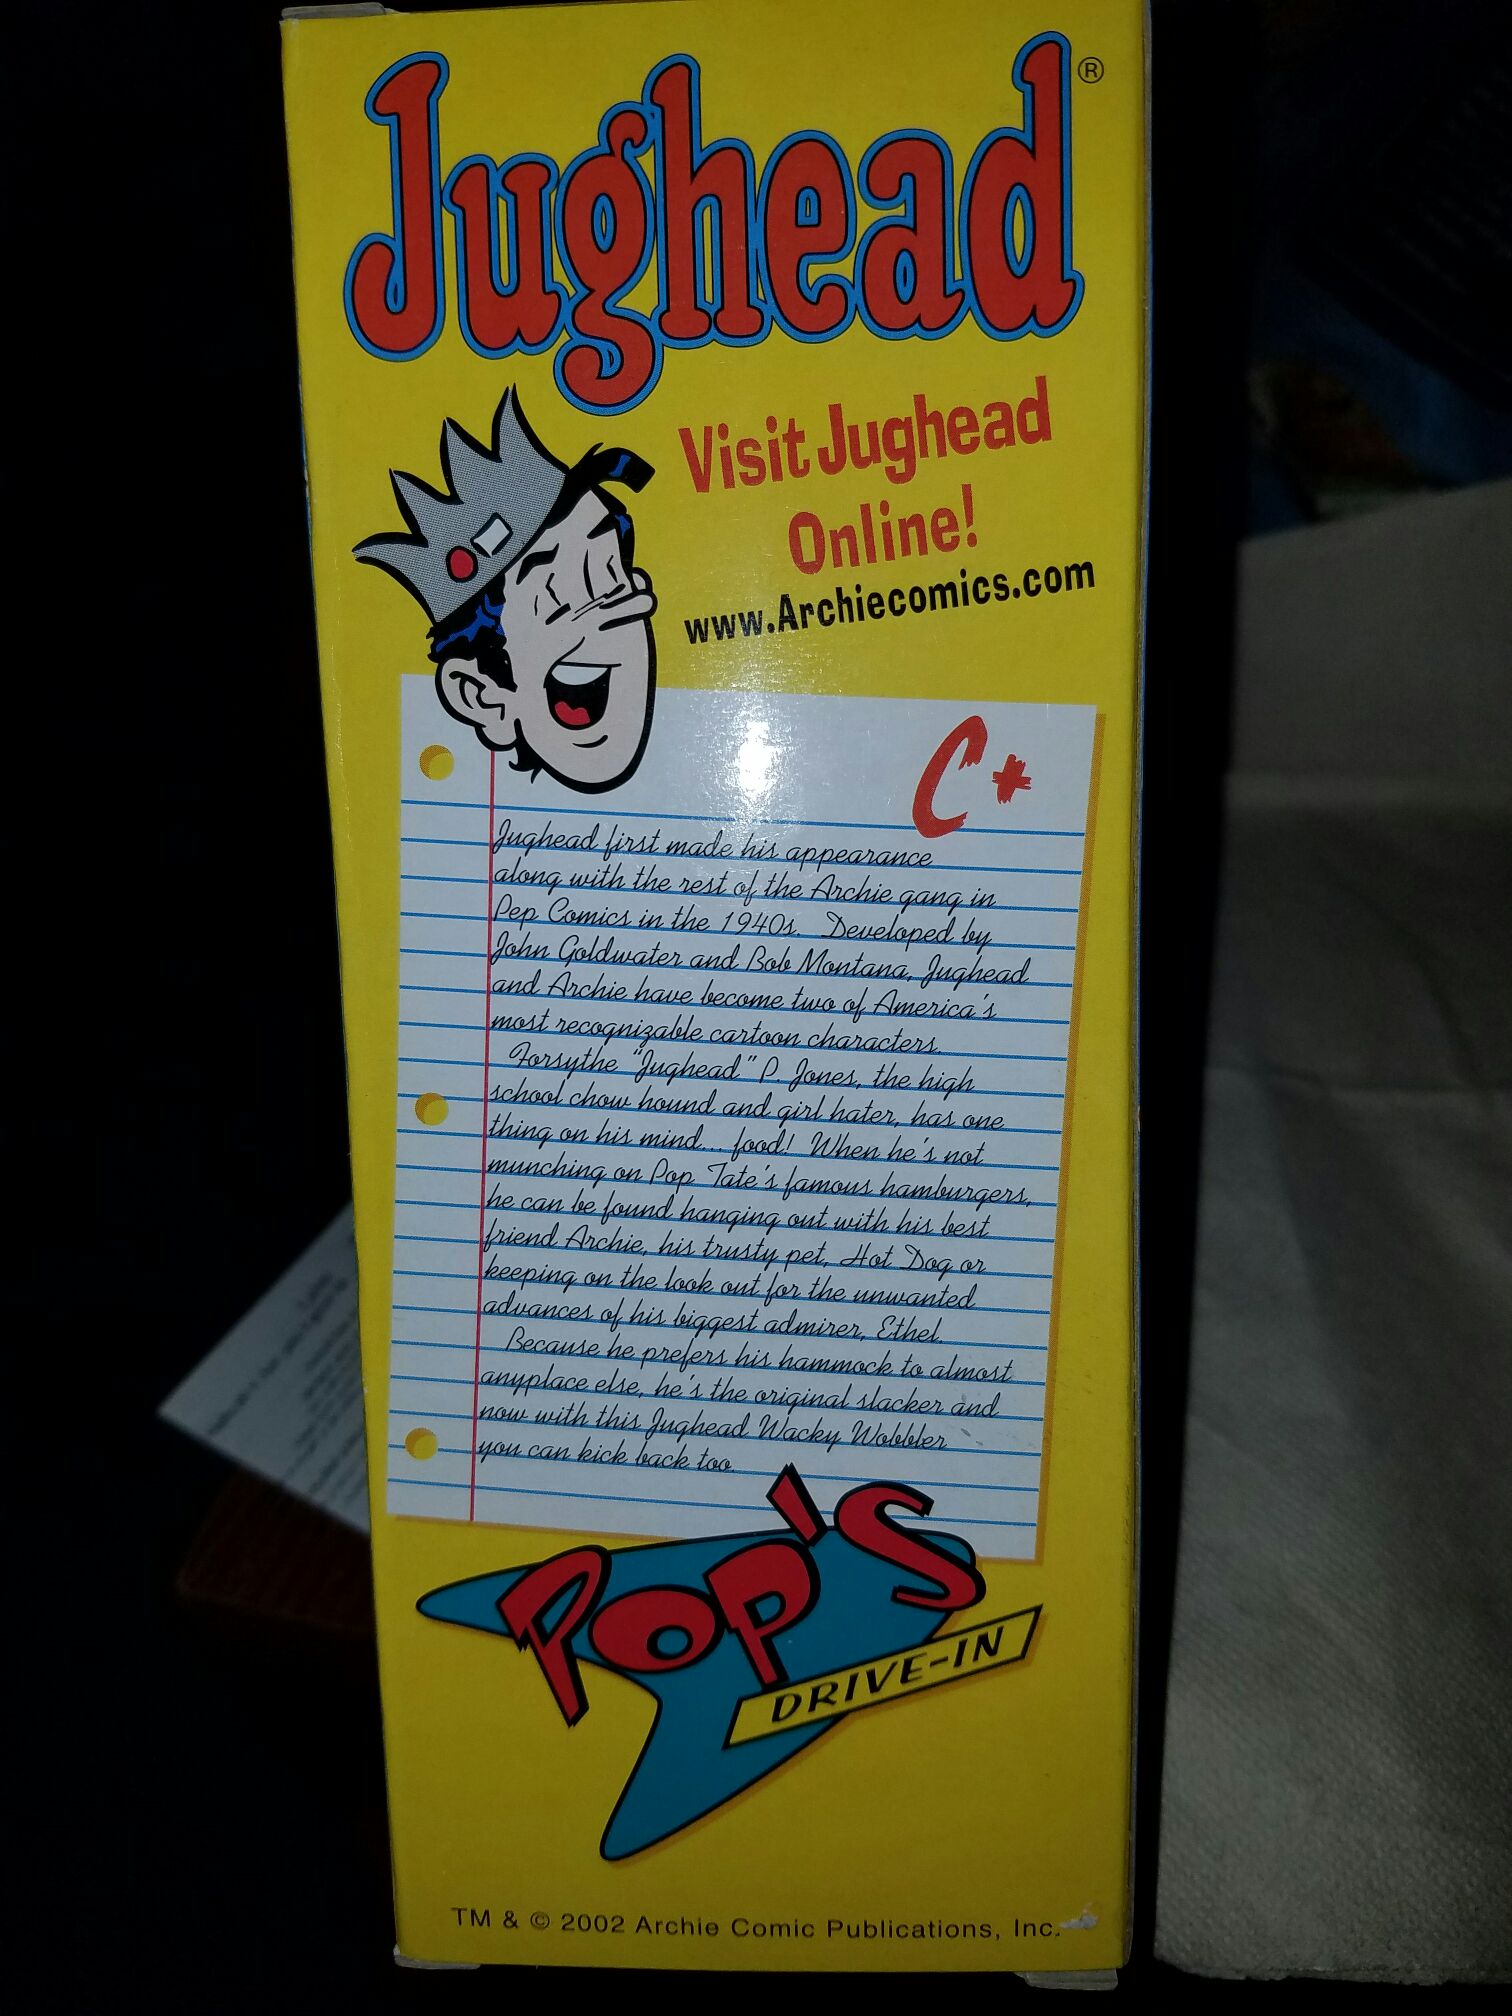 Jughead®
Visit Jughead
Online!
www.Archiecomics.com
C+
Jughead first made his appearance
along with the rest of the Archie gang in
Pep Comics in the 1940s. Developed by
John Goldwater and Bob Montana, Jughead
and Archie have become two of America's
most recognizable cartoon characters.
Forsythe "Jughead" P. Jones, the high
school chow hound and girl hater, has one
thing on his mind... food! When he's not
munching on Pop Tate's famous hamburgers,
he can be found hanging out with his best
friend Archie, his trusty pet, Hot Dog or
keeping on the look out for the unwanted
advances of his biggest admirer, Ethel.
Because he prefers his hammock to almost
anyplace else, he's the original slacker and
now with this Jughead Wacky Wobbler
you can kick back too.
POP'S
DRIVE-IN
TM & © 2002 Archie Comic Publications, Inc.